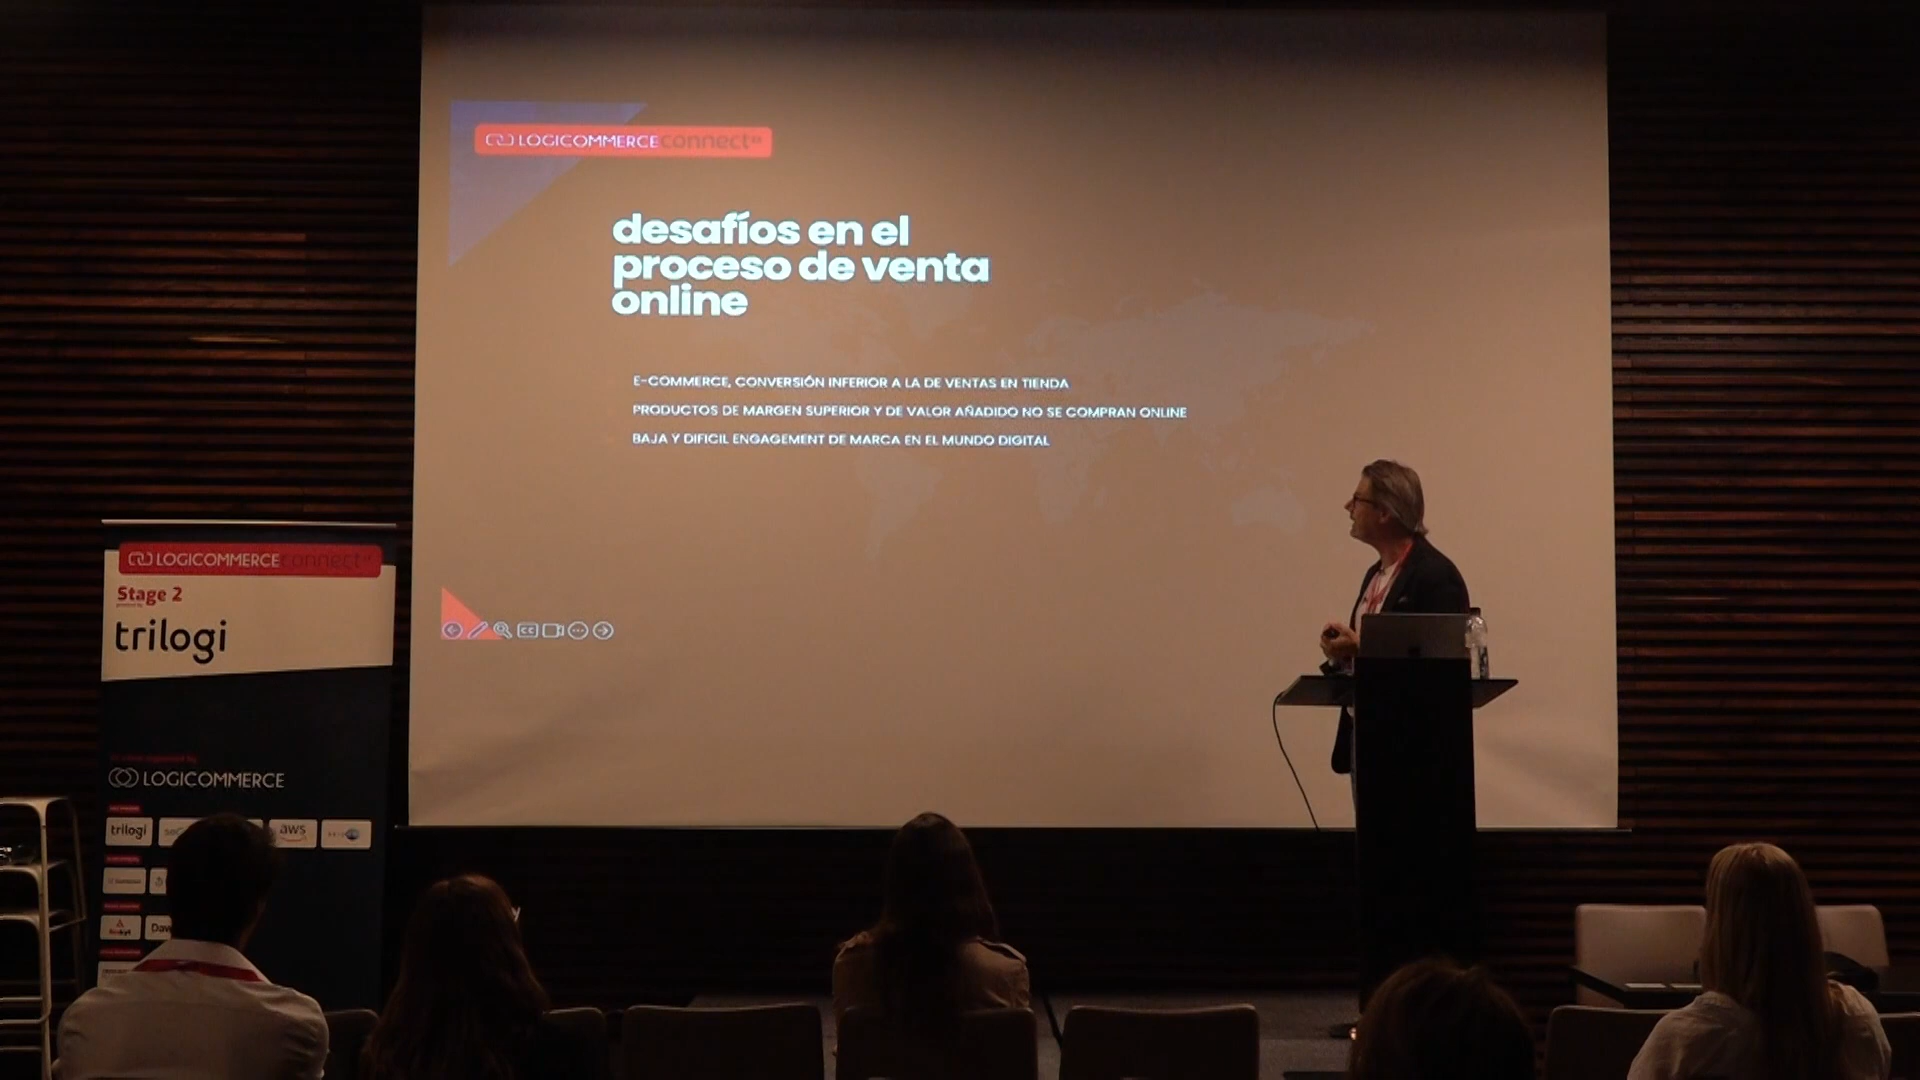 LOGICOMMERCE connect
desafíos en el
proceso de venta
online
E-COMMERCE, CONVERSIÓN INFERIOR A LA DE VENTAS EN TIENDA
PRODUCTOS DE MARGEN SUPERIOR Y DE VALOR AÑADIDO NO SE COMPRAN ONLINE
BAJA Y DIFICIL ENGAGEMENT DE MARCA EN EL MUNDO DIGITAL
CC
LOGICOMMERCE connect
Stage 2
trilogi
LOGICOMMERCE
trilogi
aws